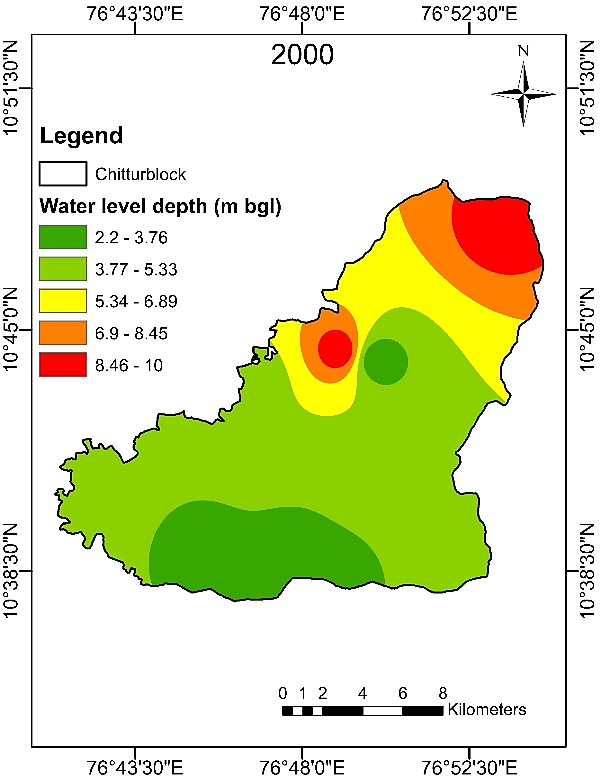 76°43'30"E 76°48'0"E 76°52'30"E
2000
N
10°51'30"N 10°51'30"N
Legend
Chitturblock
Water level depth (m bgl)
2.2 - 3.76
3.77 - 5.33
5.34 - 6.89
6.9 - 8.45
8.46 - 10
10°45'0"N 10°45'0"N
10°38'30"N 10°38'30"N
0 1 2 4 6 8
Kilometers
76°43'30"E 76°48'0"E 76°52'30"E